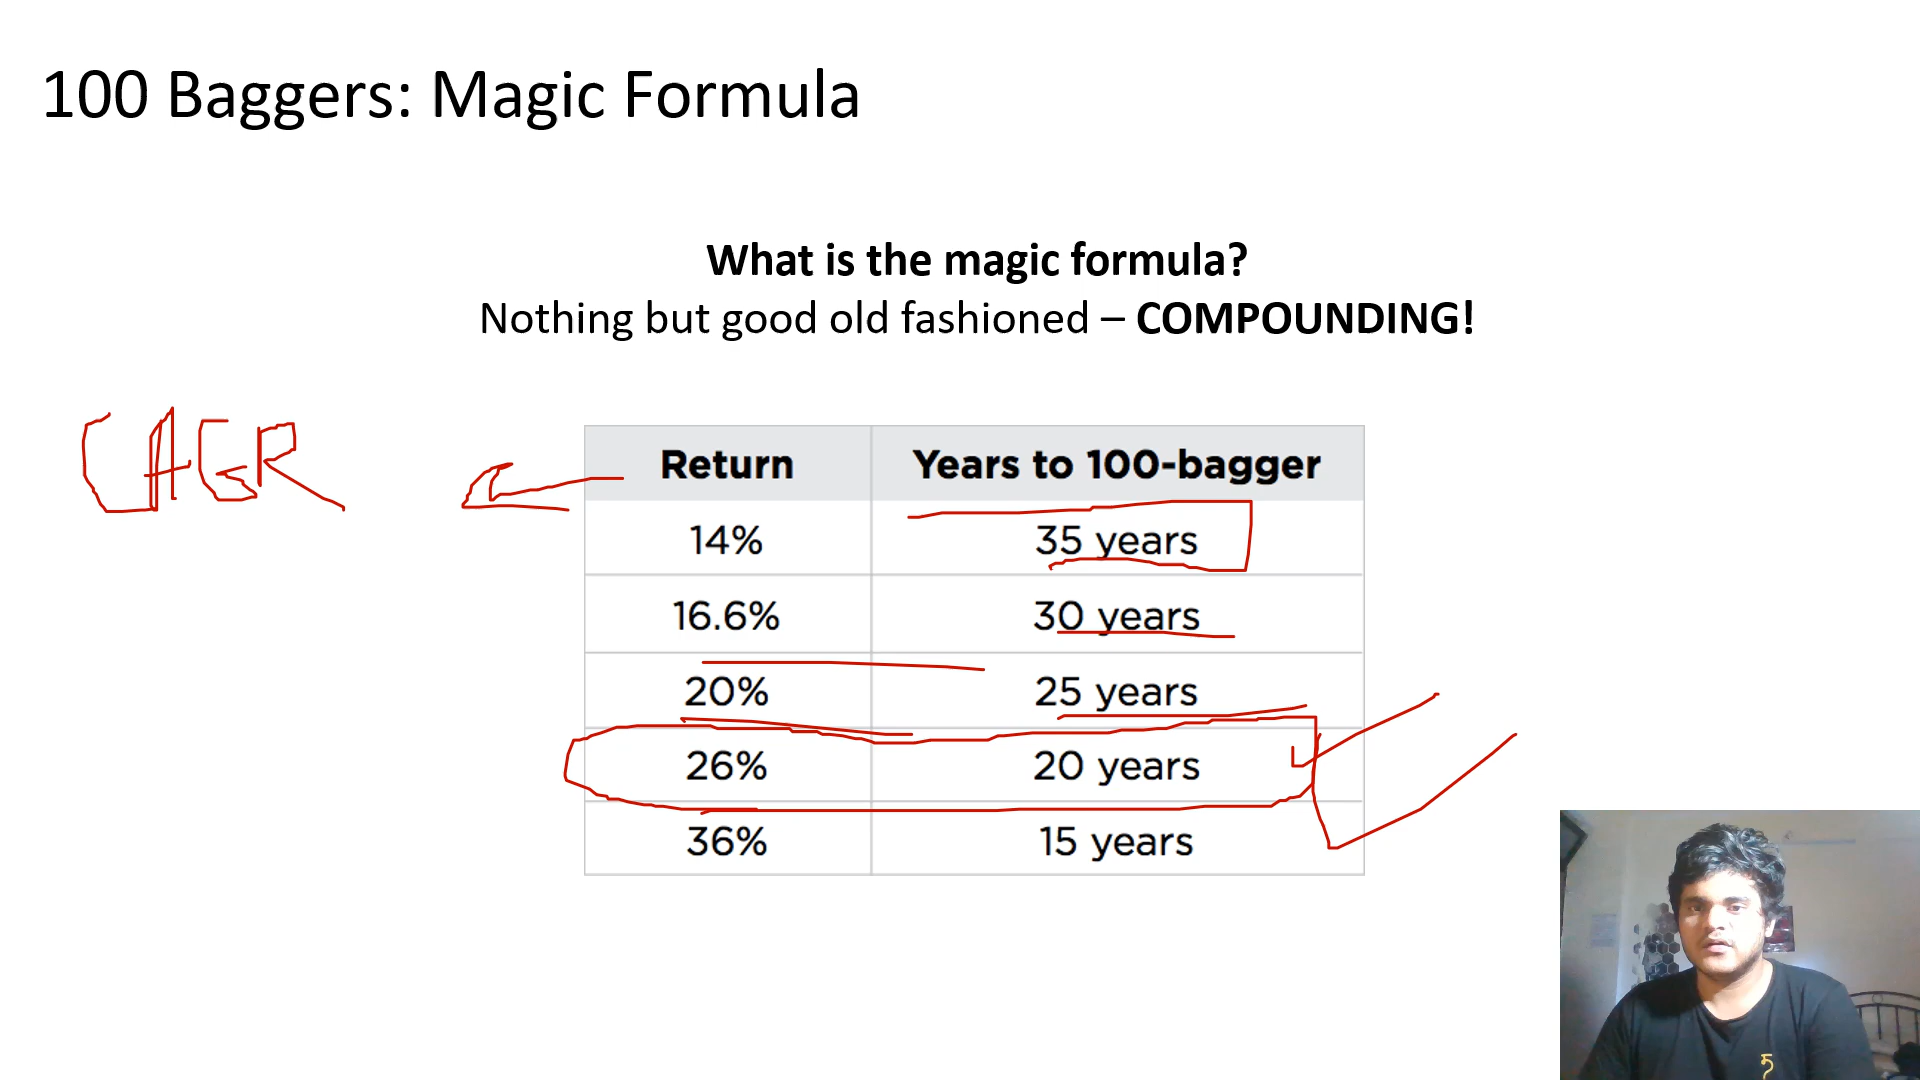 100 Baggers: Magic Formula
What is the magic formula?
Nothing but good old fashioned – COMPOUNDING!
CAGR
Return Years to 100-bagger
14% 35 years
16.6% 30 years
20% 25 years
26% 20 years
36% 15 years